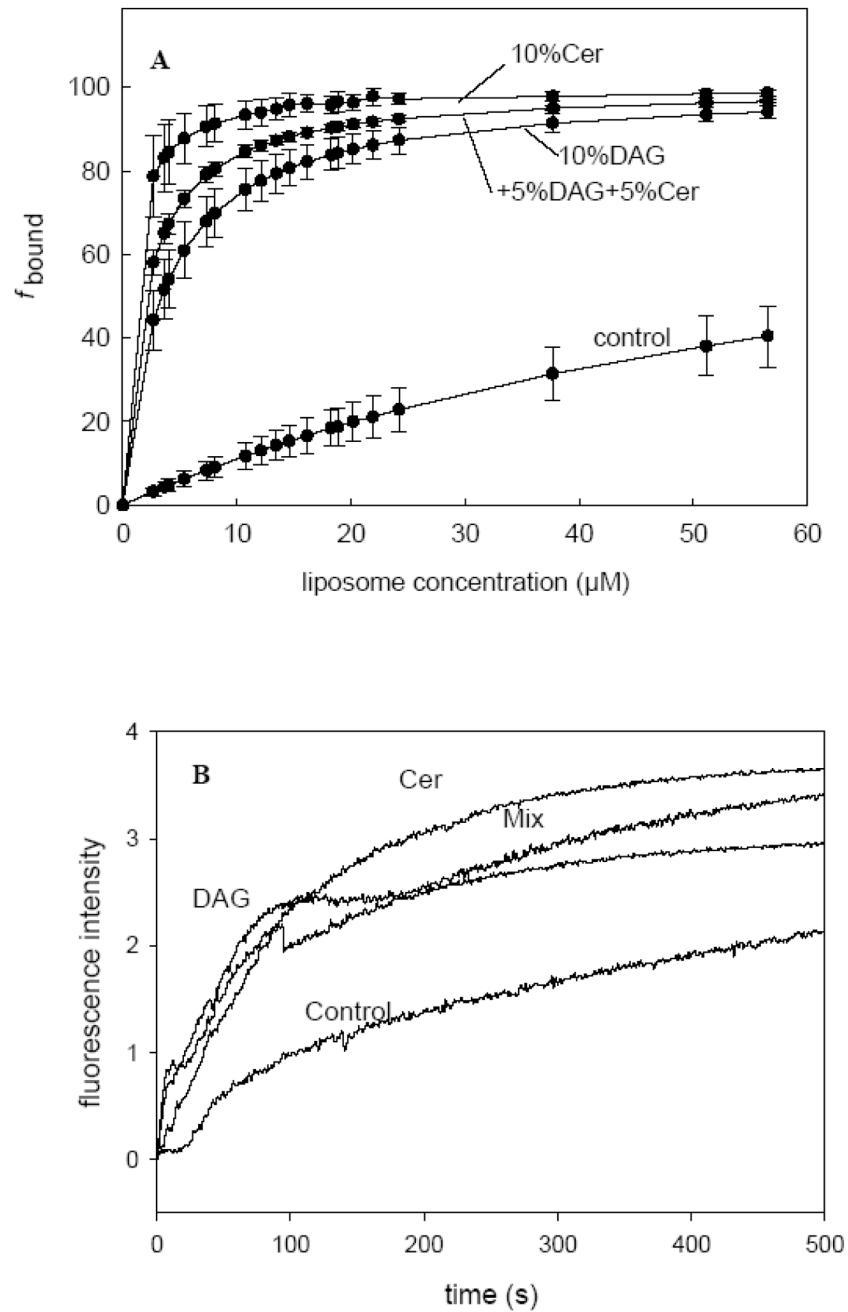 A
100
80
60
40
20
0
f bound
10%Cer
10%DAG
+5%DAG+5%Cer
control
0 10 20 30 40 50 60
liposome concentration (µM)
B
4
3
2
1
0
fluorescence intensity
Cer
Mix
DAG
Control
0 100 200 300 400 500
time (s)